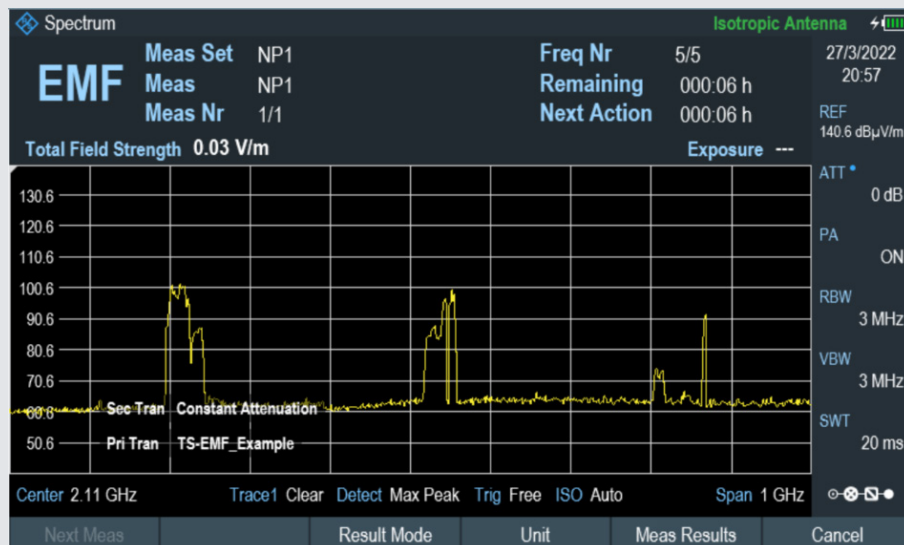 Spectrum Isotropic Antenna
EMF
Meas Set NP1 Freq Nr 5/5
Meas NP1 Remaining 000:06 h
Meas Nr 1/1 Next Action 000:06 h
Total Field Strength 0.03 V/m Exposure ---
27/3/2022
20:57
REF
140.6 dBµV/m
ATT
0 dB
PA
ON
RBW
3 MHz
VBW
3 MHz
SWT
20 ms
130.6
120.6
110.6
100.6
90.6
80.6
70.6
60.6 Sec Tran Constant Attenuation
50.6 Pri Tran TS-EMF_Example
Center 2.11 GHz Trace1 Clear Detect Max Peak Trig Free ISO Auto Span 1 GHz
Next Meas Result Mode Unit Meas Results Cancel